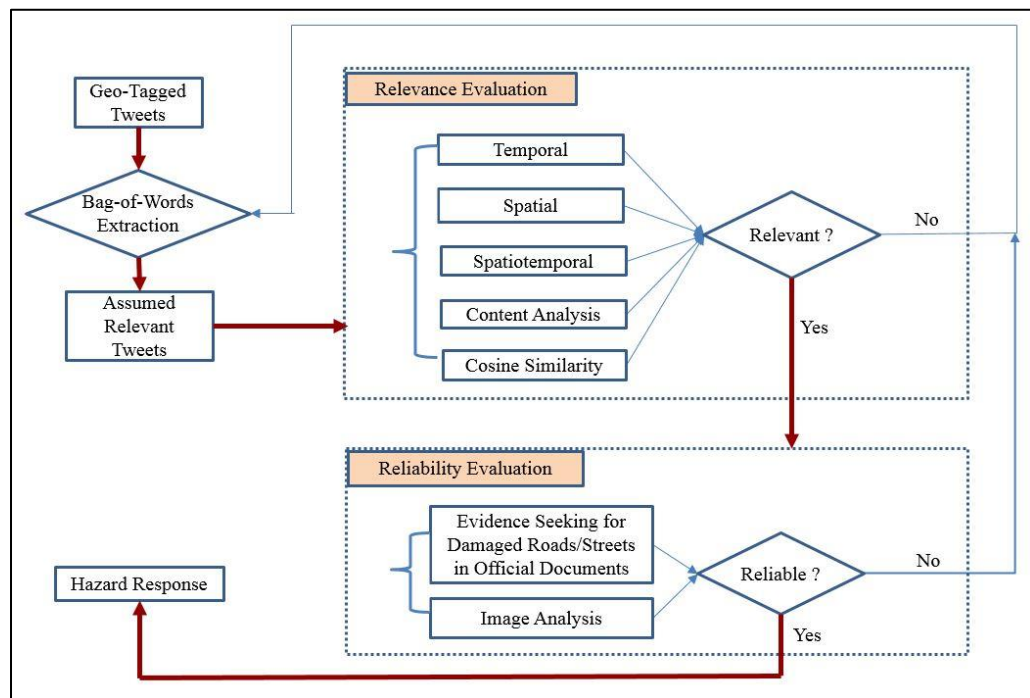 Geo-Tagged
Tweets
Bag-of-Words
Extraction
Assumed
Relevant
Tweets
Relevance Evaluation
Temporal
Spatial
Spatiotemporal
Content Analysis
Cosine Similarity
Relevant ?
No
Yes
Reliability Evaluation
Evidence Seeking for
Damaged Roads/Streets
in Official Documents
Image Analysis
Reliable ?
No
Yes
Hazard Response